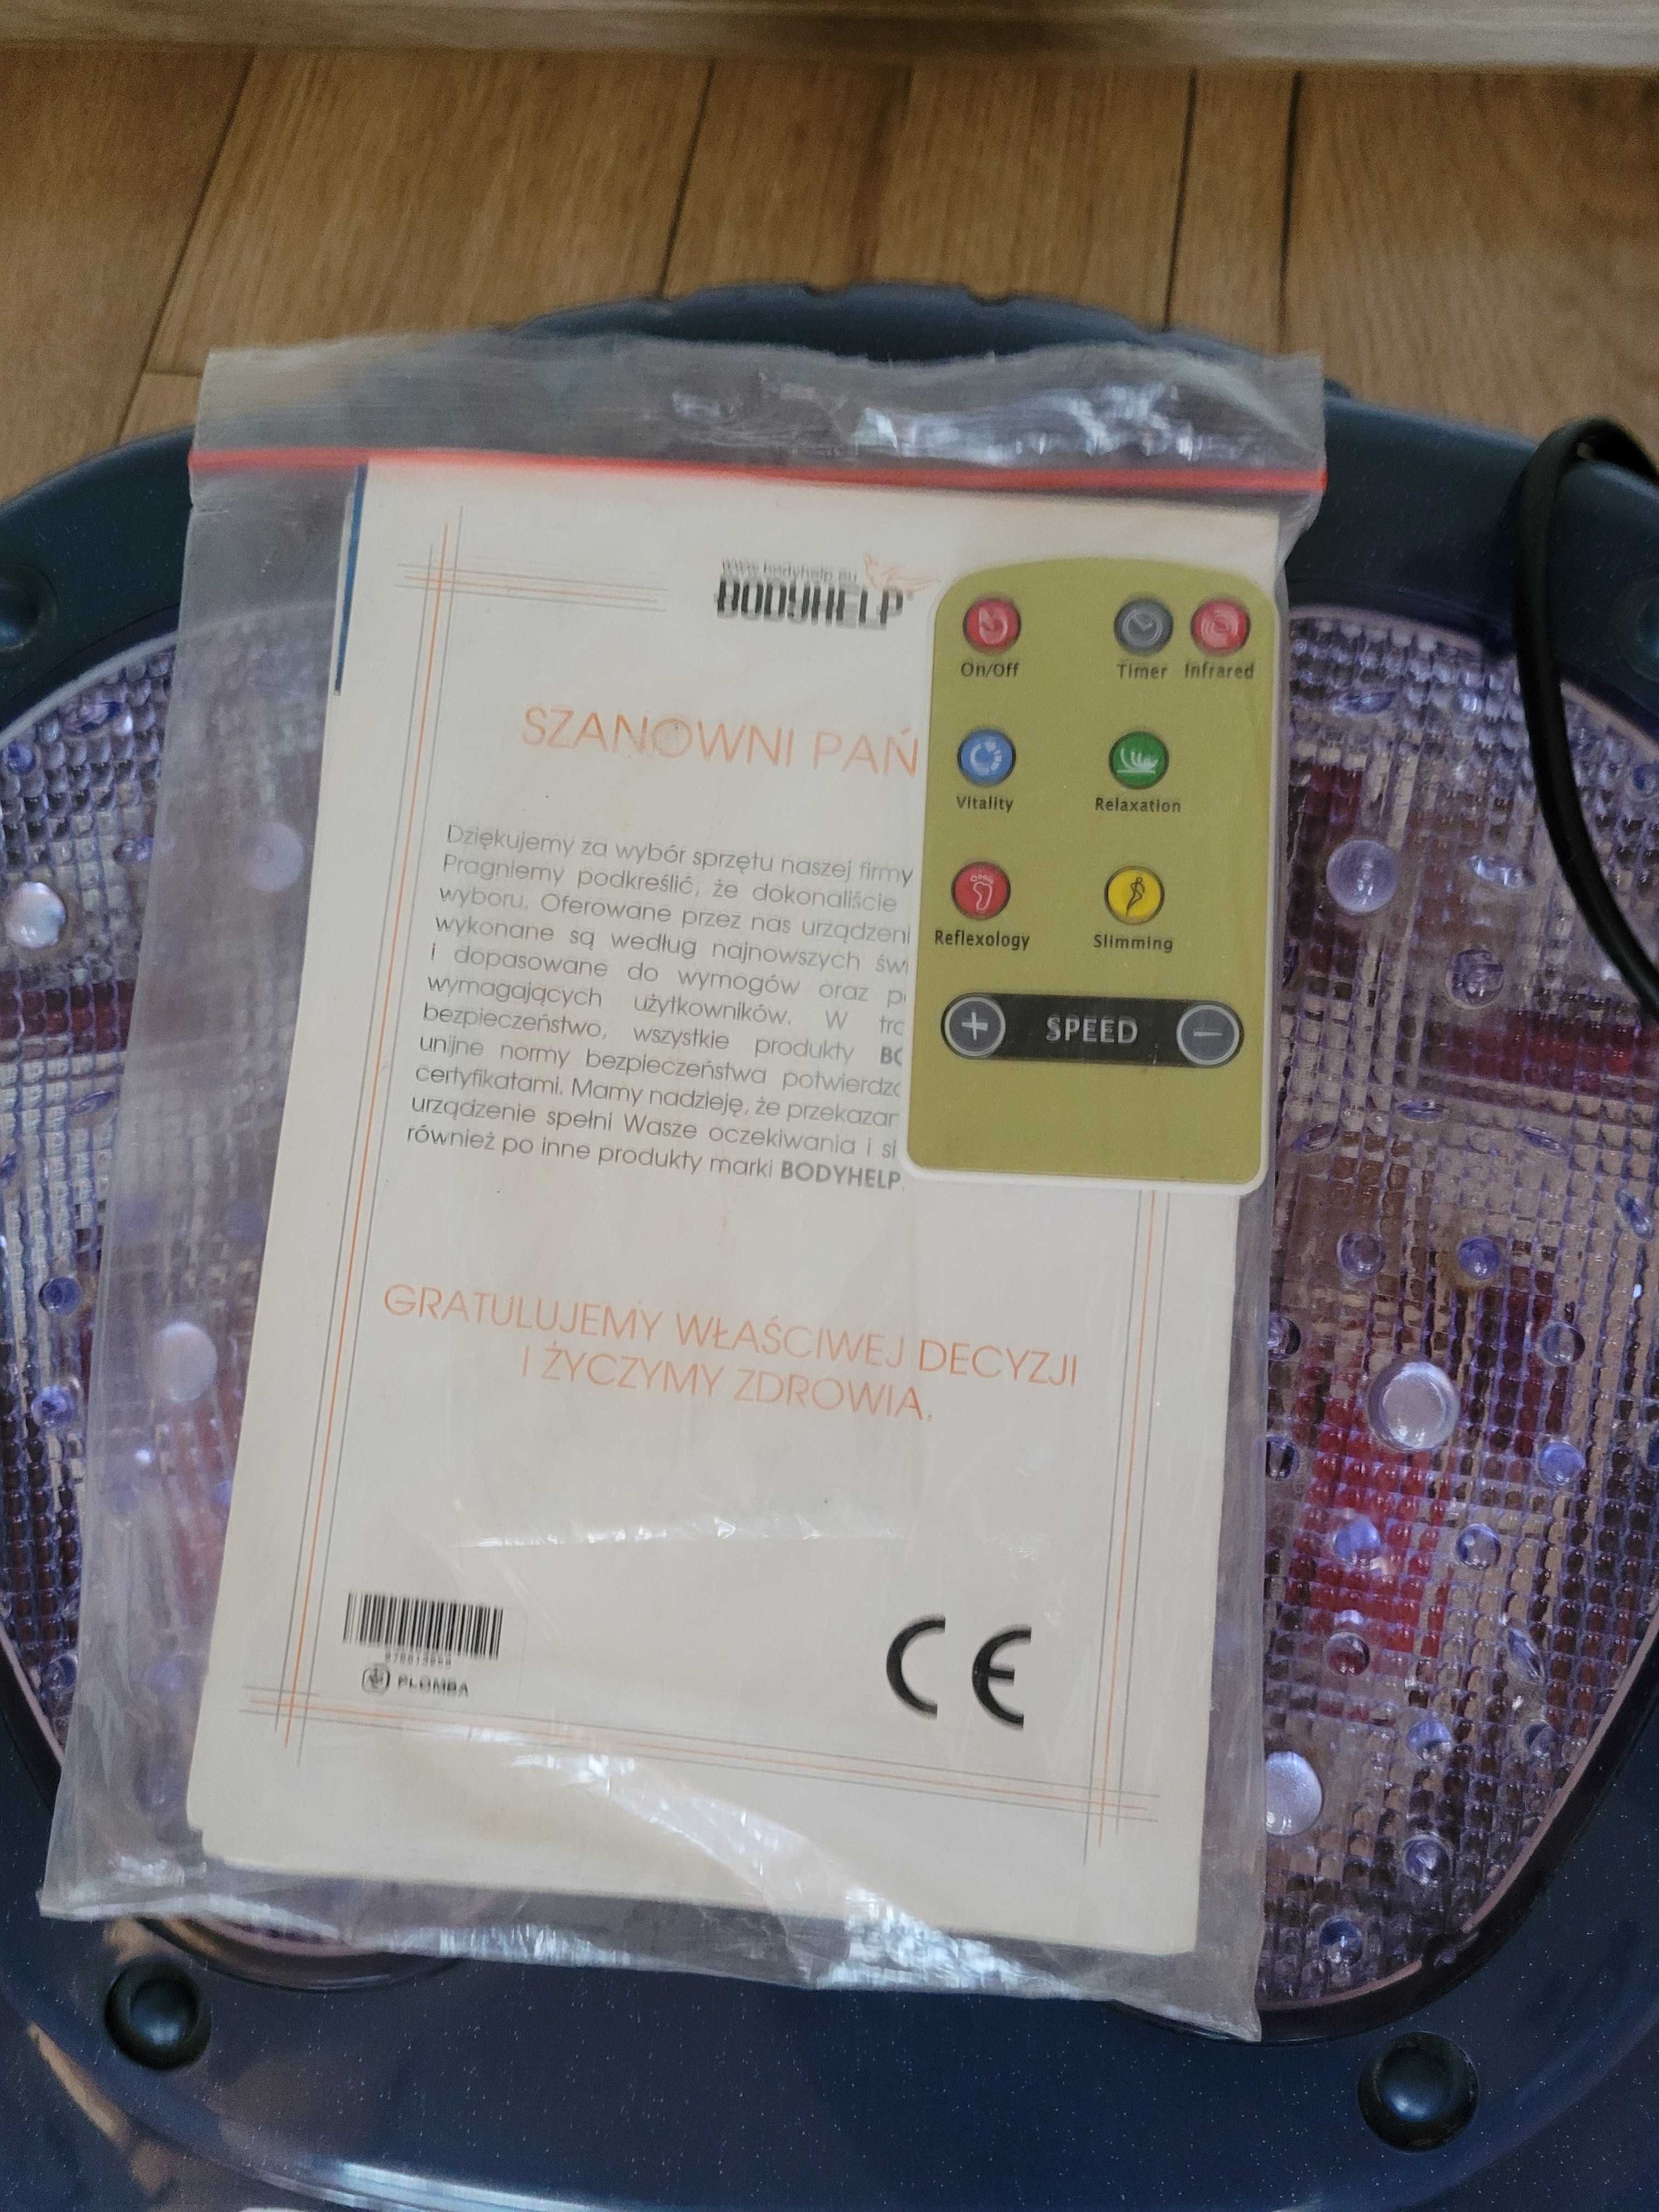 www.bodyhelp.eu
BODYHELP
SZANOWNI PAŃ
Dziękujemy za wybór sprzętu naszej firmy
Pragniemy podkreślić, że dokonaliście
wyboru. Oferowane przez nas urządzeni
wykonane są według najnowszych świ
i dopasowane do wymogów oraz p
wymagających użytkowników. W tro
bezpieczeństwo, wszystkie produkty BO
unijne normy bezpieczeństwa potwierdzo
certyfikatami. Mamy nadzieję, że przekazan
urządzenie spełni Wasze oczekiwania i si
również po inne produkty marki BODYHELP.
GRATULUJEMY WŁAŚCIWEJ DECYZJI
I ŻYCZYMY ZDROWIA.
PLOMBA
CE
On/Off Timer Infrared
Vitality Relaxation
Reflexology Slimming
+ SPEED −